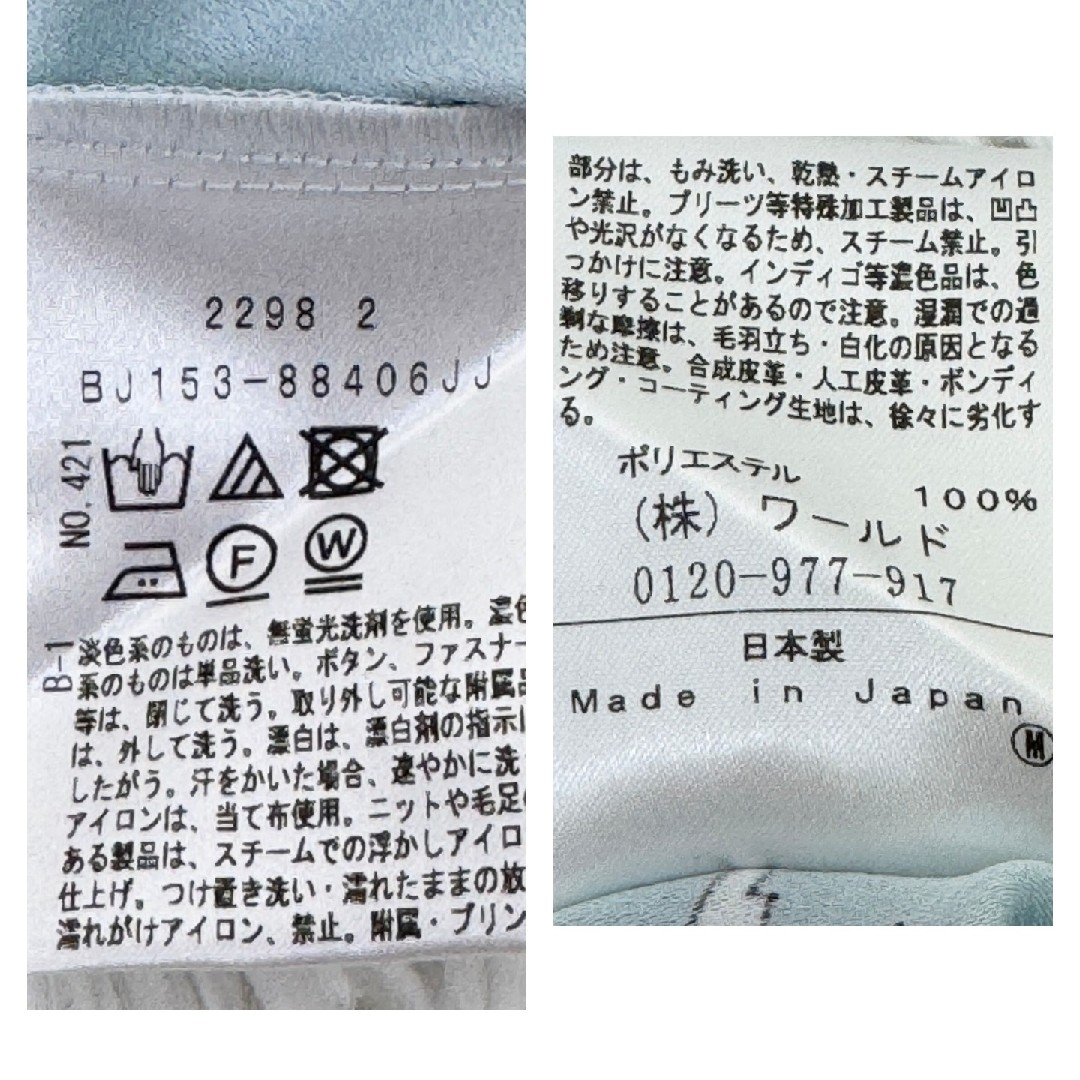 2298 2
BJ153-88406JJ
NO.421
F
W
B-1
淡色系のものは、無蛍光洗剤を使用。濃色
系のものは単品洗い。ボタン、ファスナー
等は、閉じて洗う。取り外し可能な附属品
は、外して洗う。漂白は、漂白剤の指示に
したがう。汗をかいた場合、速やかに洗
アイロンは、当て布使用。ニットや毛足の
ある製品は、スチームでの浮かしアイロ
仕上げ。つけ置き洗い・濡れたままの放
濡れがけアイロン、禁止。附属・プリン
部分は、もみ洗い、乾熱・スチームアイロ
ン禁止。プリーツ等特殊加工製品は、凹凸
や光沢がなくなるため、スチーム禁止。引
っかけに注意。インディゴ等濃色品は、色
移りすることがあるので注意。湿潤での過
剰な摩擦は、毛羽立ち・白化の原因となる
ため注意。合成皮革・人工皮革・ボンディ
ング・コーティング生地は、徐々に劣化す
る。
ポリエステル
100%
(株) ワールド
0120-977-917
日本製
Made in Japan
M